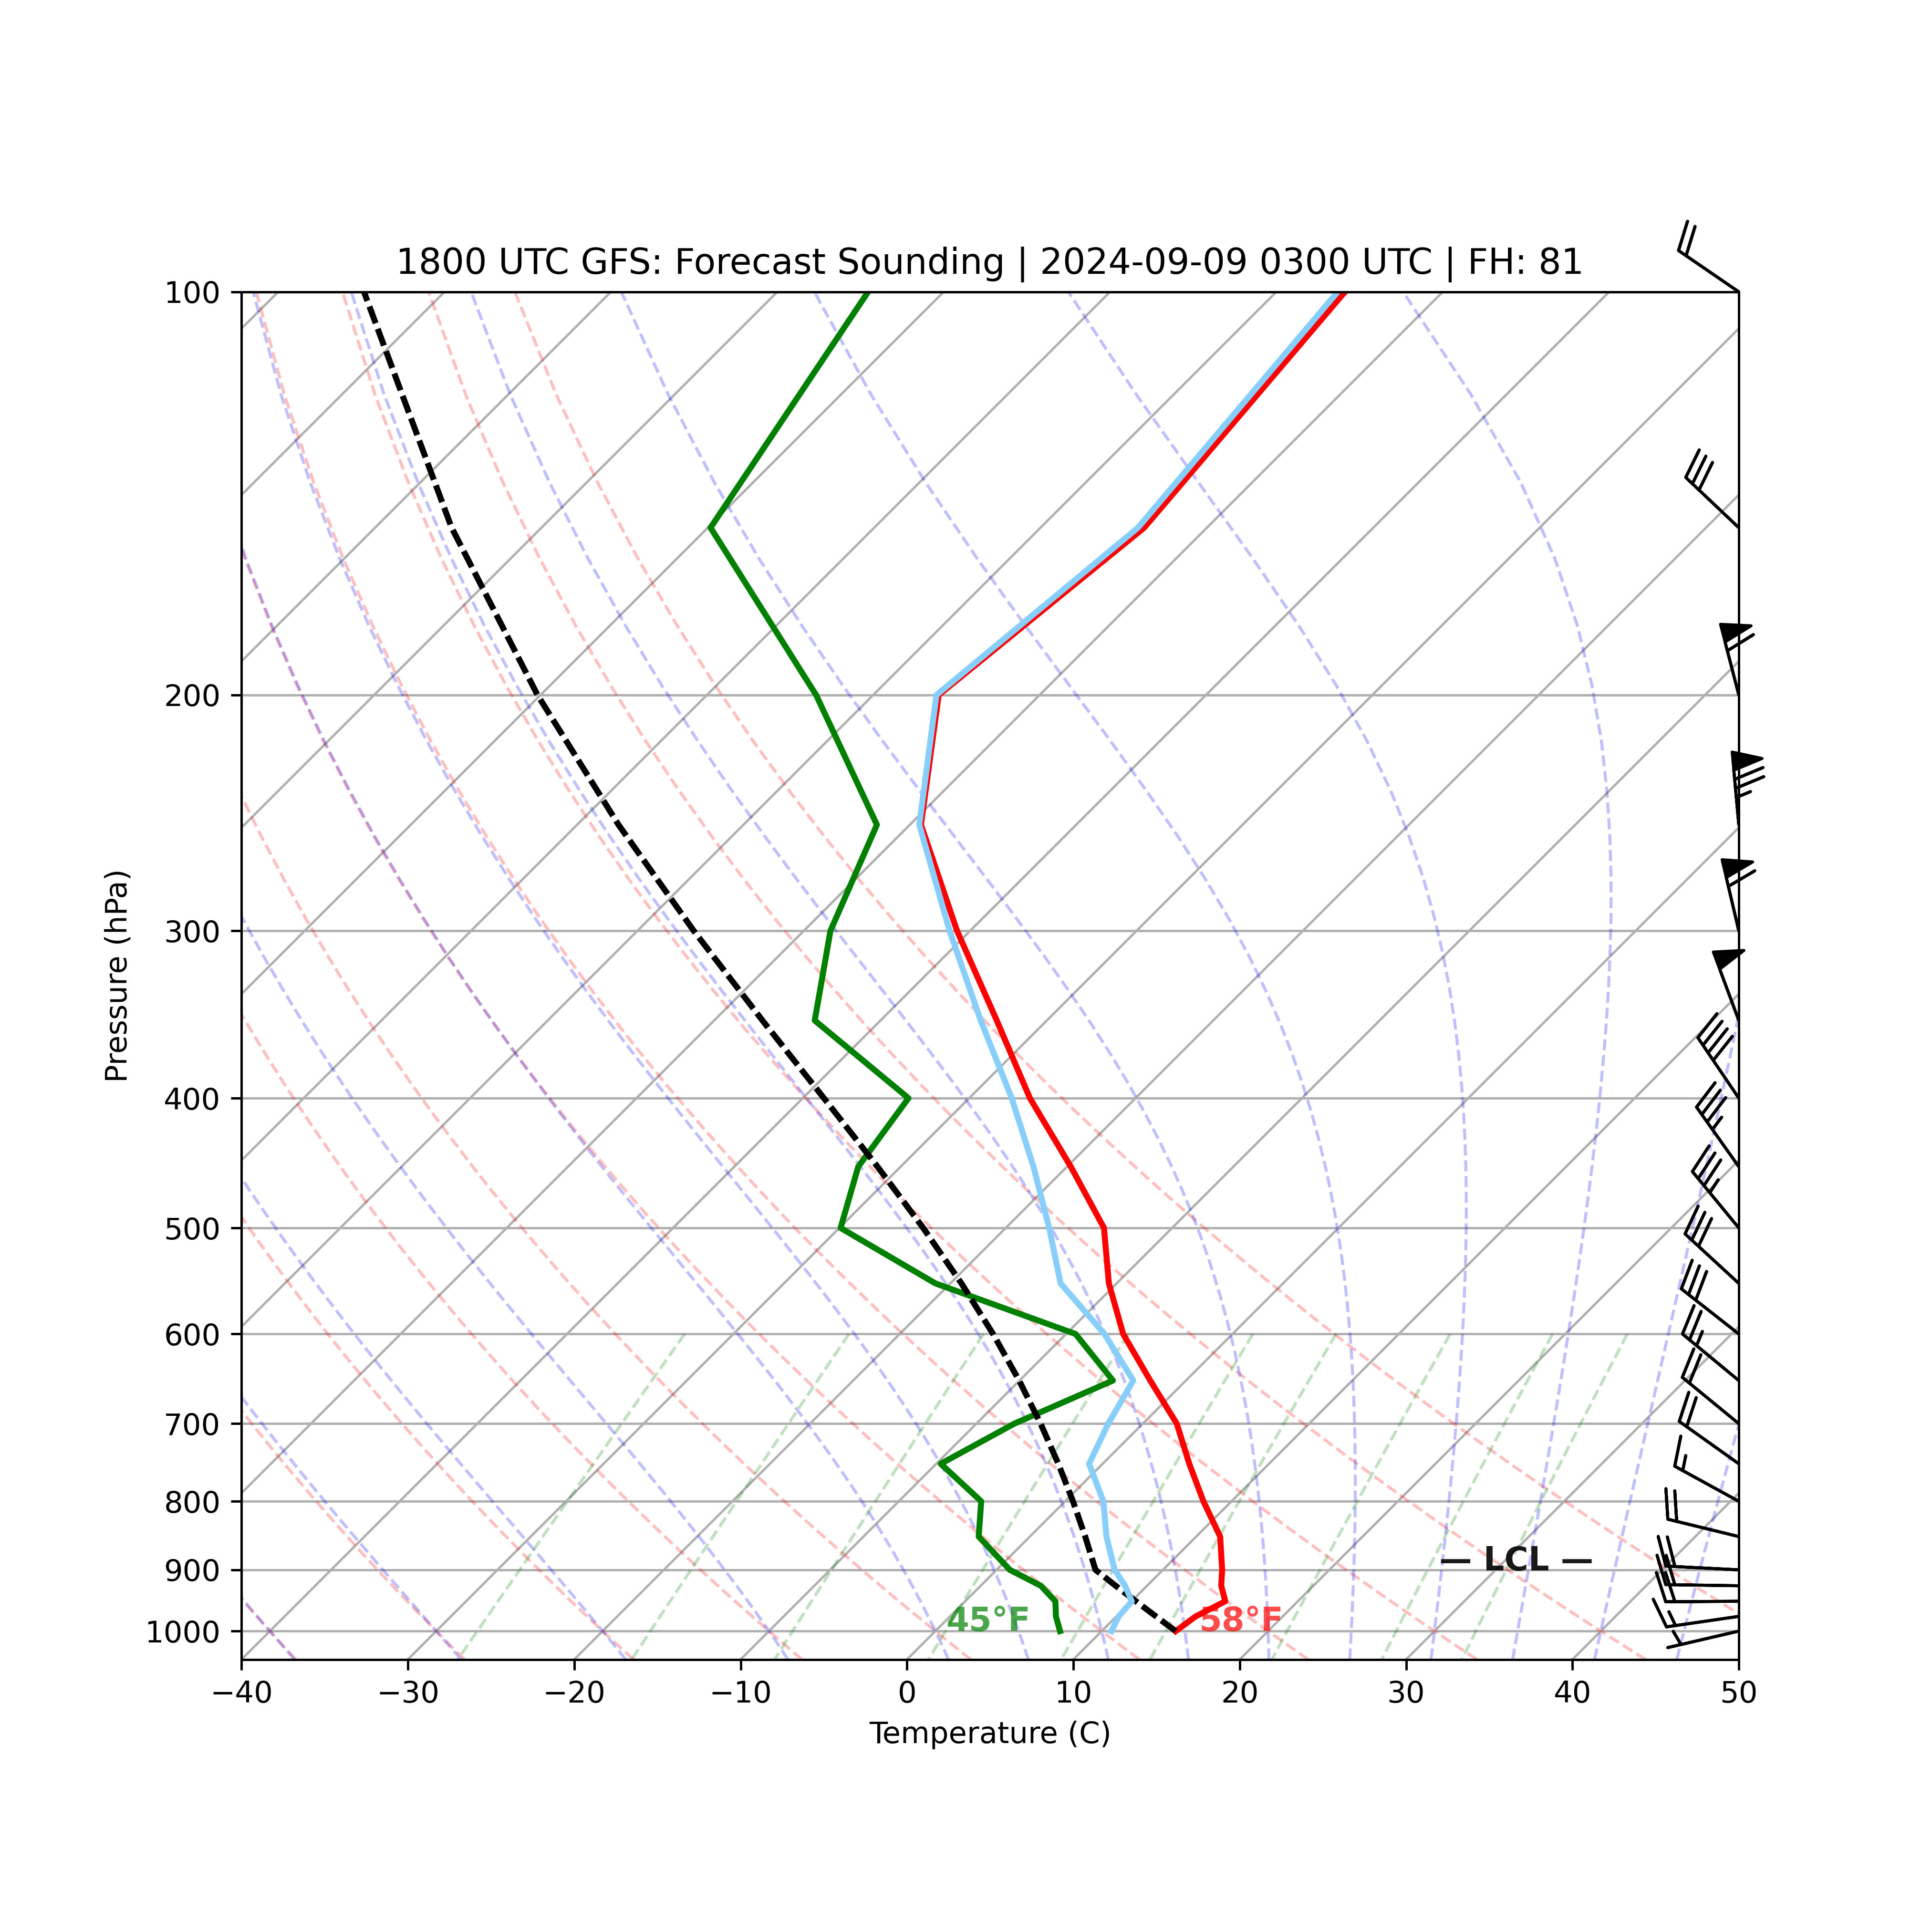 1800 UTC GFS: Forecast Sounding | 2024-09-09 0300 UTC | FH: 81
100
200
300
400
500
600
700
800
900
1000
Pressure (hPa)
— LCL —
45°F
58°F
−40 −30 −20 −10 0 10 20 30 40 50
Temperature (C)